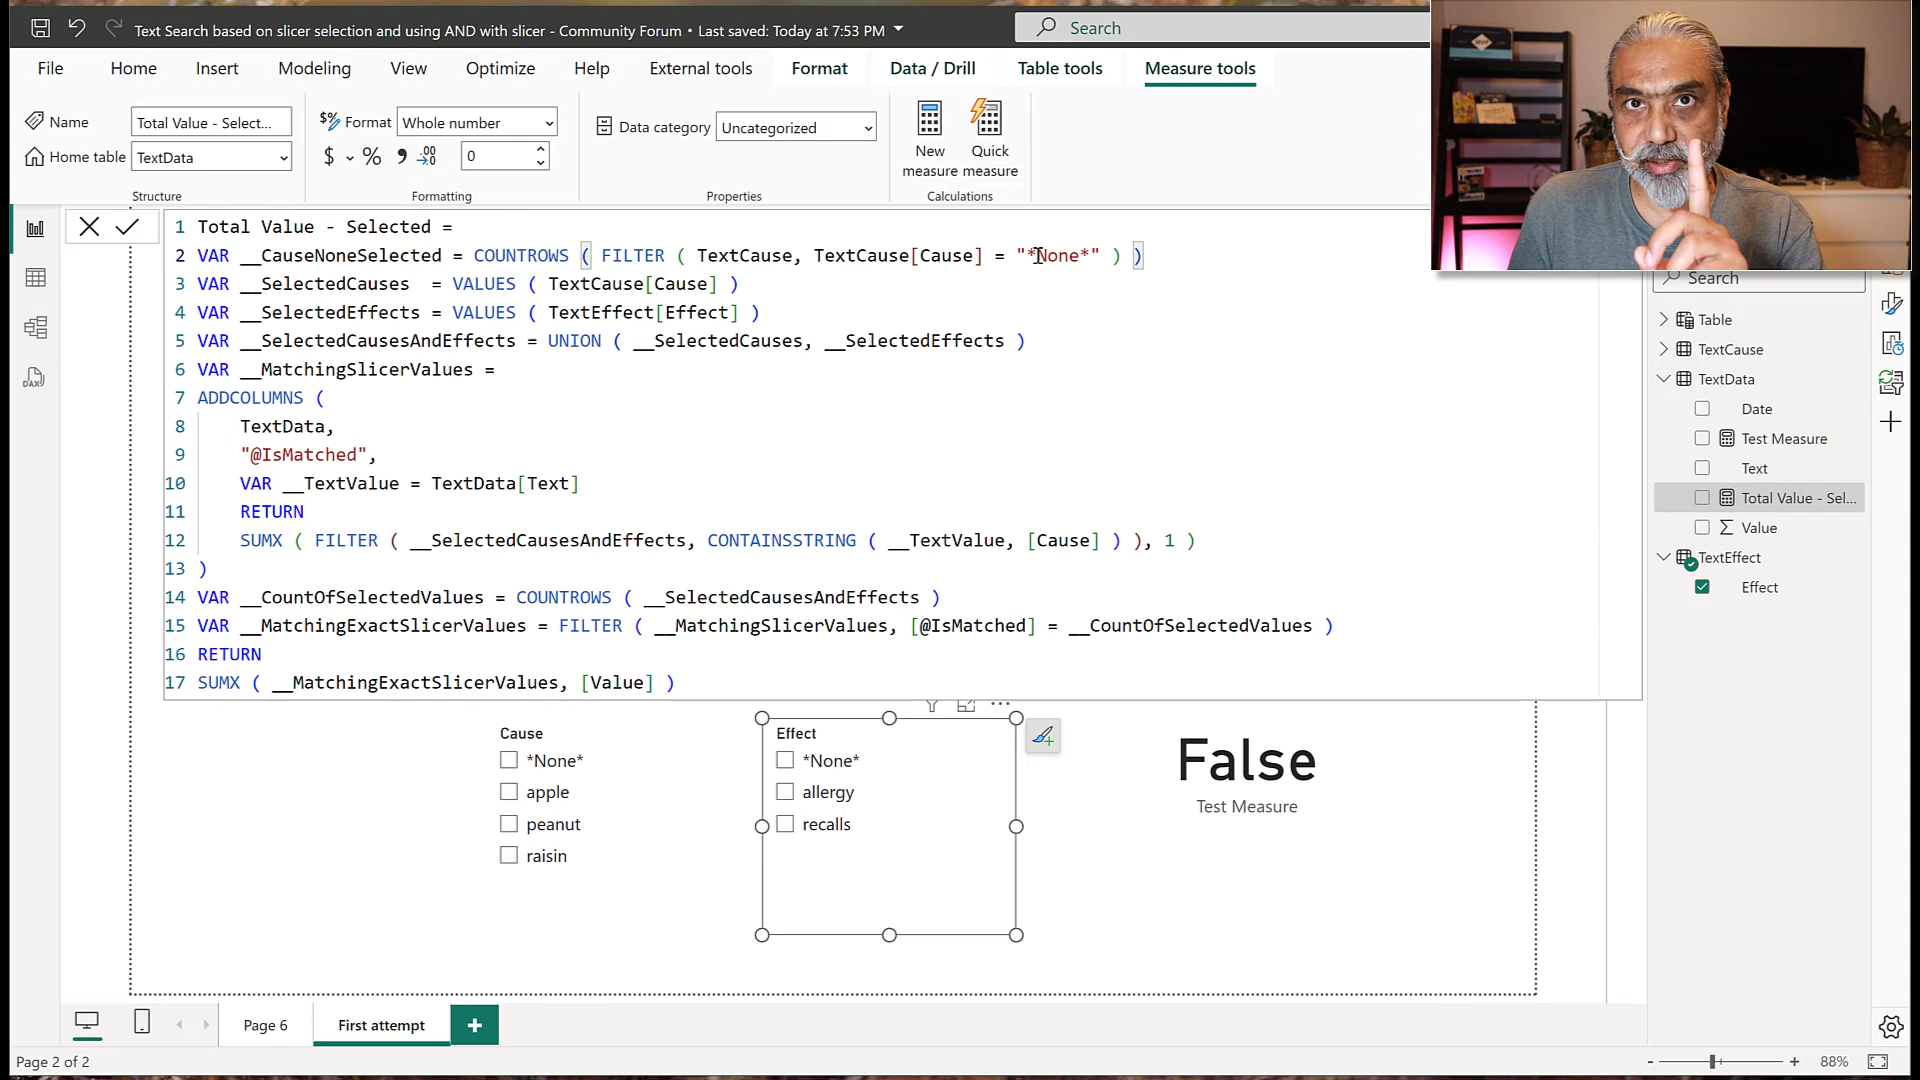 Text Search based on slicer selection and using AND with slicer - Community Forum • Last saved: Today at 7:53 PM
Search
File Home Insert Modeling View Optimize Help External tools Format Data / Drill Table tools Measure tools
Name Total Value - Select...
Home table TextData
Structure
Format Whole number
$ % 0
Formatting
Data category Uncategorized
Properties
New measure
Quick measure
Calculations
1 Total Value - Selected =
2 VAR __CauseNoneSelected = COUNTROWS ( FILTER ( TextCause, TextCause[Cause] = "*None*" ) )
3 VAR __SelectedCauses  = VALUES ( TextCause[Cause] )
4 VAR __SelectedEffects = VALUES ( TextEffect[Effect] )
5 VAR __SelectedCausesAndEffects = UNION ( __SelectedCauses, __SelectedEffects )
6 VAR __MatchingSlicerValues =
7 ADDCOLUMNS (
8     TextData,
9     "@IsMatched",
10     VAR __TextValue = TextData[Text]
11     RETURN
12     SUMX ( FILTER ( __SelectedCausesAndEffects, CONTAINSSTRING ( __TextValue, [Cause] ) ), 1 )
13 )
14 VAR __CountOfSelectedValues = COUNTROWS ( __SelectedCausesAndEffects )
15 VAR __MatchingExactSlicerValues = FILTER ( __MatchingSlicerValues, [@IsMatched] = __CountOfSelectedValues )
16 RETURN
17 SUMX ( __MatchingExactSlicerValues, [Value] )
Cause
*None*
apple
peanut
raisin
Effect
*None*
allergy
recalls
False
Test Measure
Search
Table
TextCause
TextData
Date
Test Measure
Text
Total Value - Sel...
Value
TextEffect
Effect
DAX
Page 6 First attempt +
Page 2 of 2
- + 88%